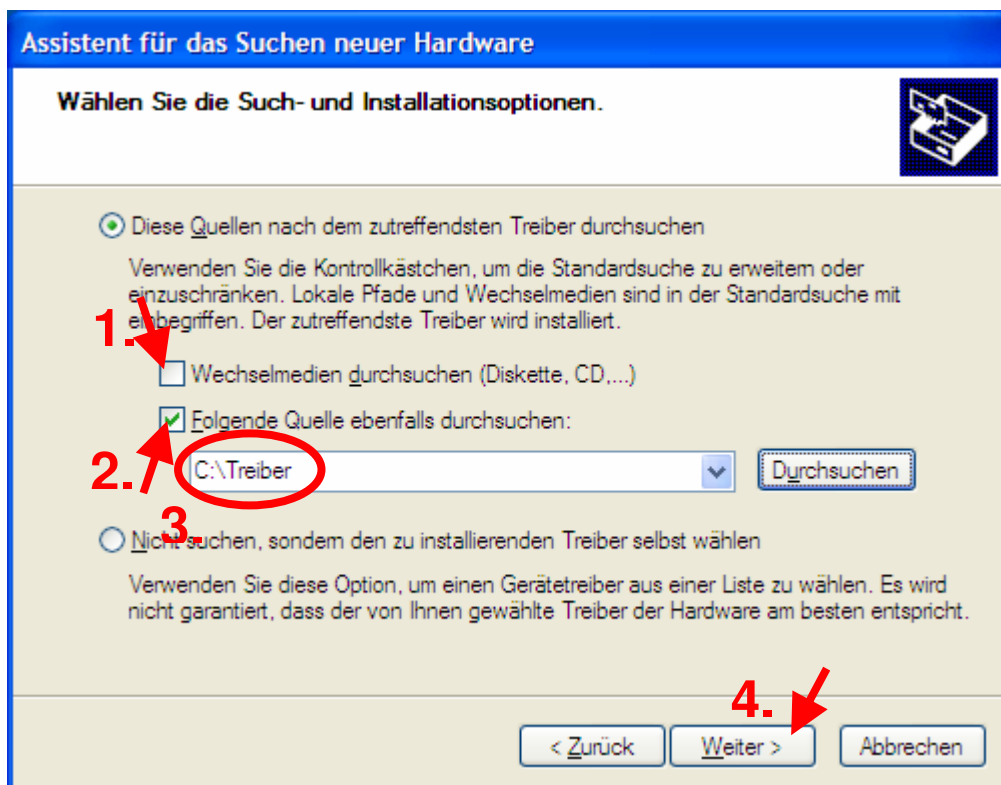 Assistent für das Suchen neuer Hardware
Wählen Sie die Such- und Installationsoptionen.
Diese Quellen nach dem zutreffendsten Treiber durchsuchen
Verwenden Sie die Kontrollkästchen, um die Standardsuche zu erweitern oder
einzuschränken. Lokale Pfade und Wechselmedien sind in der Standardsuche mit
einbegriffen. Der zutreffendste Treiber wird installiert.
1.
Wechselmedien durchsuchen (Diskette, CD,...)
Folgende Quelle ebenfalls durchsuchen:
2.
C:\Treiber
Durchsuchen
3.
Nicht suchen, sondern den zu installierenden Treiber selbst wählen
Verwenden Sie diese Option, um einen Gerätetreiber aus einer Liste zu wählen. Es wird
nicht garantiert, dass der von Ihnen gewählte Treiber der Hardware am besten entspricht.
4.
< Zurück
Weiter >
Abbrechen